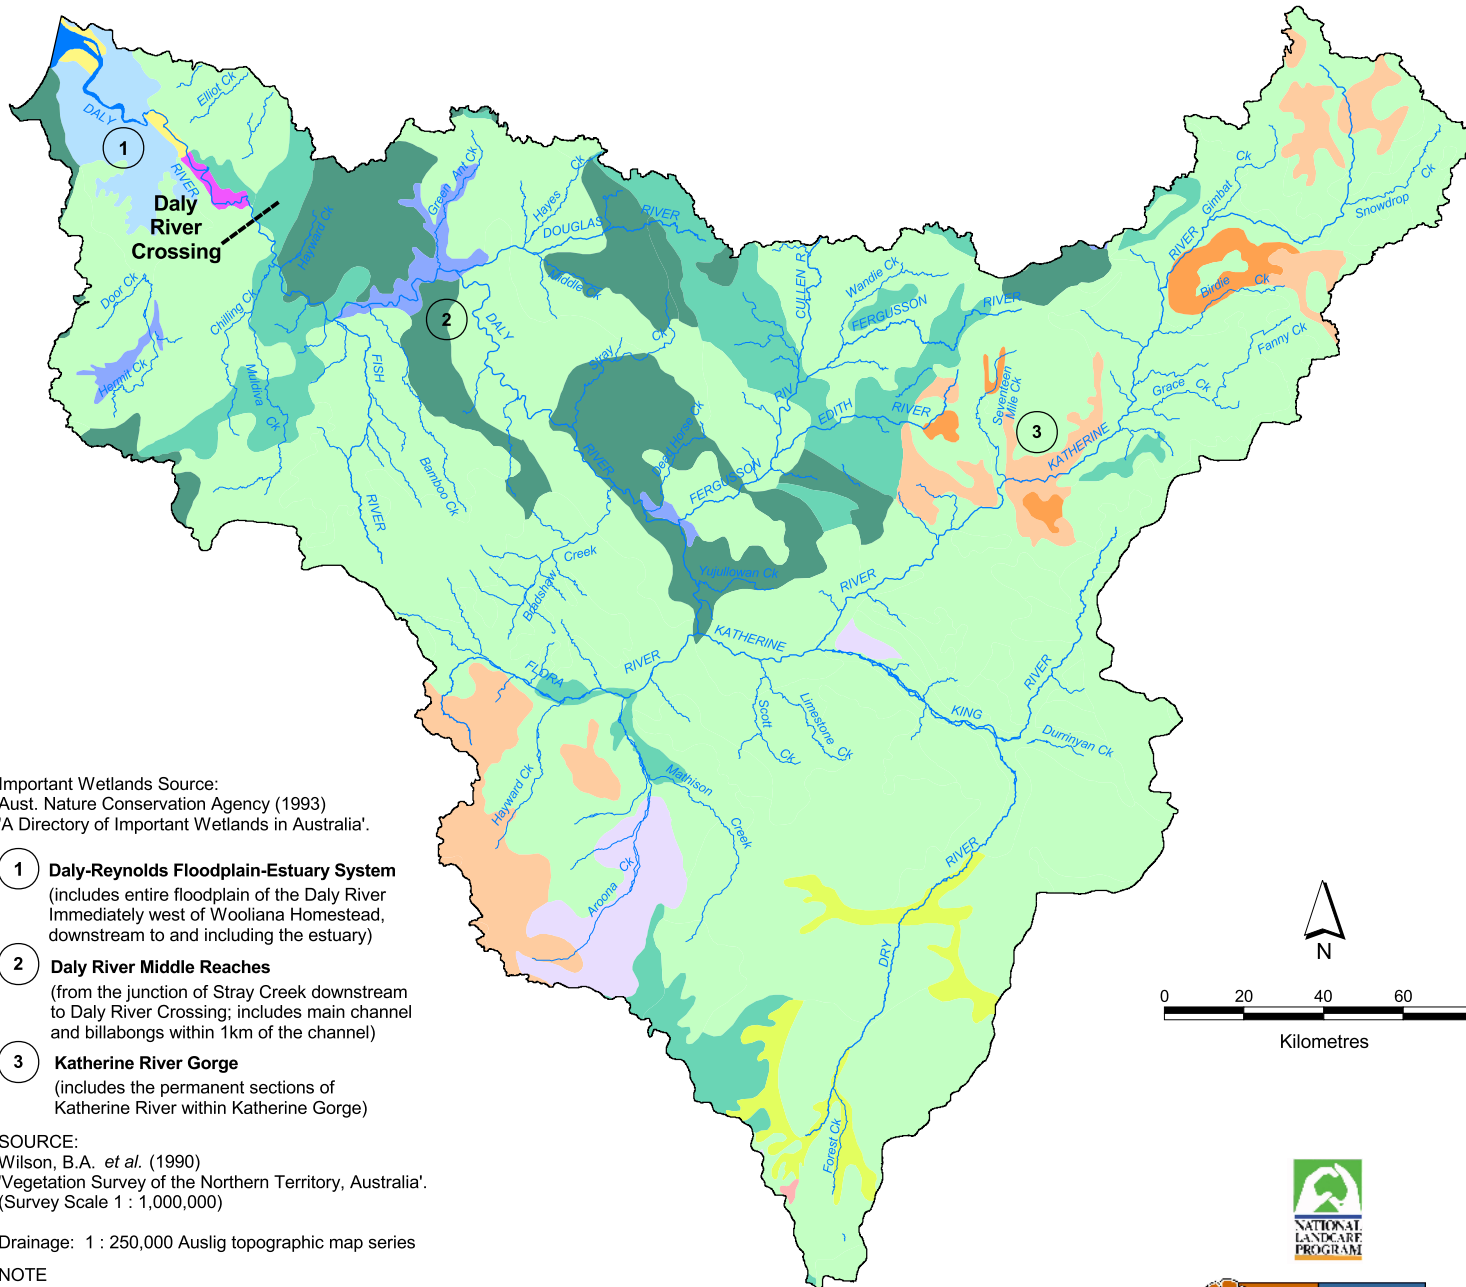 Elliot Ck
DALY
1
RIVER
Daly
River
Crossing
Hayward Ck
Green Ant Ck
Hayes Ck
DOUGLAS RIVER
Middle Ck
Door Ck
Chilling Ck
Hermit Ck
Muldiva Ck
FISH
RIVER
Bamboo Ck
2
DALY
RIVER
Stray Ck
Dead Horse Ck
CULLEN R
Wandie Ck
FERGUSSON RIVER
RIV
EDITH RIVER
FERGUSSON
Seventeen
Mile Ck
3
KATHERINE
Gimbat Ck
RIVER
Snowdrop Ck
Birdie Ck
Fanny Ck
Grace Ck
Bradshaw Creek
Yujullowan Ck
RIVER
KATHERINE
RIVER
FLORA
KING
RIVER
Durrinyan Ck
Scott Ck
Limestone Ck
Hayward Ck
Mathison Creek
Aroona Ck
RIVER
DRY
Forest Ck
Important Wetlands Source:
Aust. Nature Conservation Agency (1993)
'A Directory of Important Wetlands in Australia'.
1 Daly-Reynolds Floodplain-Estuary System
(includes entire floodplain of the Daly River
Immediately west of Wooliana Homestead,
downstream to and including the estuary)
2 Daly River Middle Reaches
(from the junction of Stray Creek downstream
to Daly River Crossing; includes main channel
and billabongs within 1km of the channel)
3 Katherine River Gorge
(includes the permanent sections of
Katherine River within Katherine Gorge)
SOURCE:
Wilson, B.A. et al. (1990)
'Vegetation Survey of the Northern Territory, Australia'.
(Survey Scale 1 : 1,000,000)
Drainage: 1 : 250,000 Auslig topographic map series
NOTE
N
0 20 40 60
Kilometres
NATIONAL
LANDCARE
PROGRAM